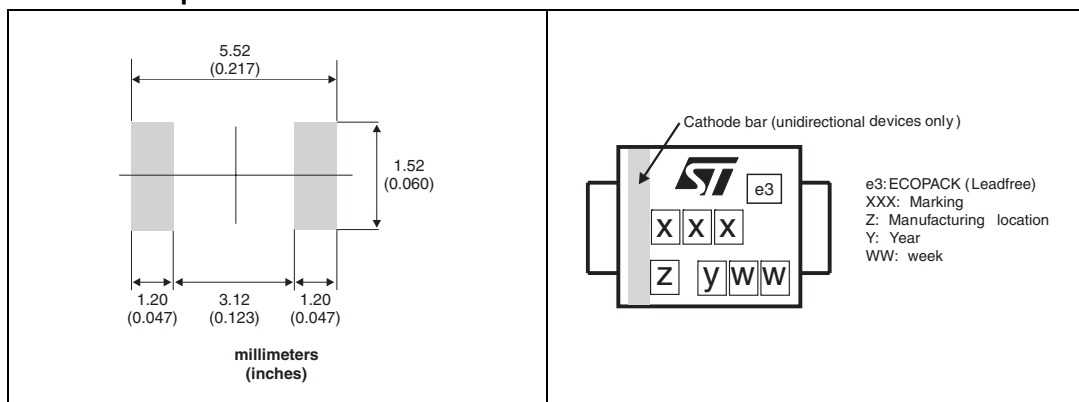 5.52
(0.217)
1.52
(0.060)
1.20
(0.047)
3.12
(0.123)
1.20
(0.047)
millimeters
(inches)
Cathode bar (unidirectional devices only)
ST
e3
x x x
z y w w
e3: ECOPACK (Leadfree)
XXX: Marking
Z: Manufacturing location
Y: Year
WW: week